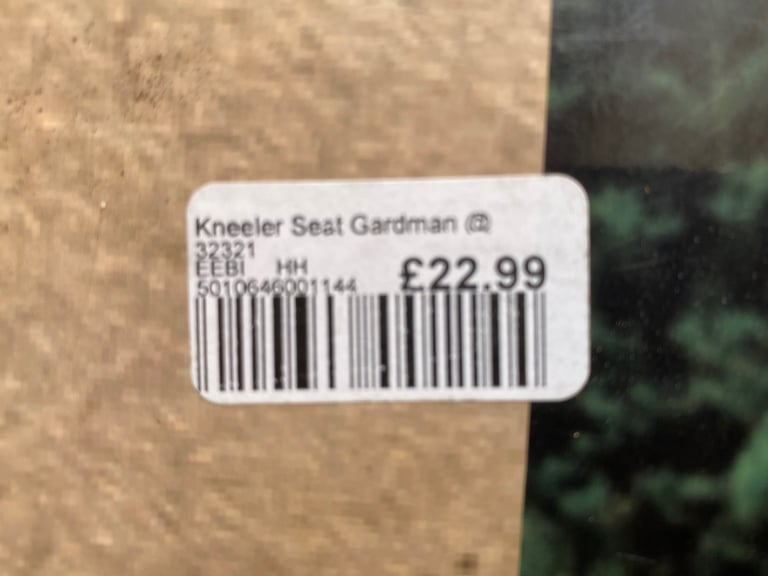 Kneeler Seat Gardman @
32321
EEBI HH
5010646001144 £22.99